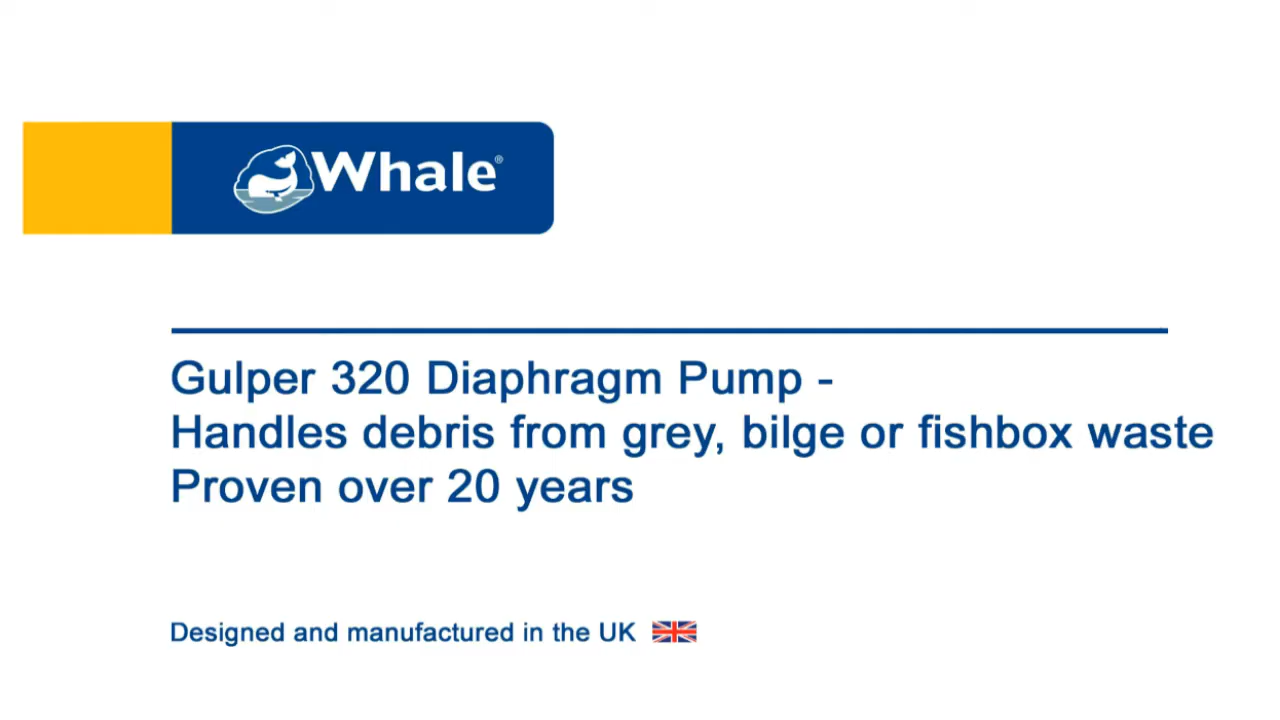 Whale®
Gulper 320 Diaphragm Pump -
Handles debris from grey, bilge or fishbox waste
Proven over 20 years
Designed and manufactured in the UK